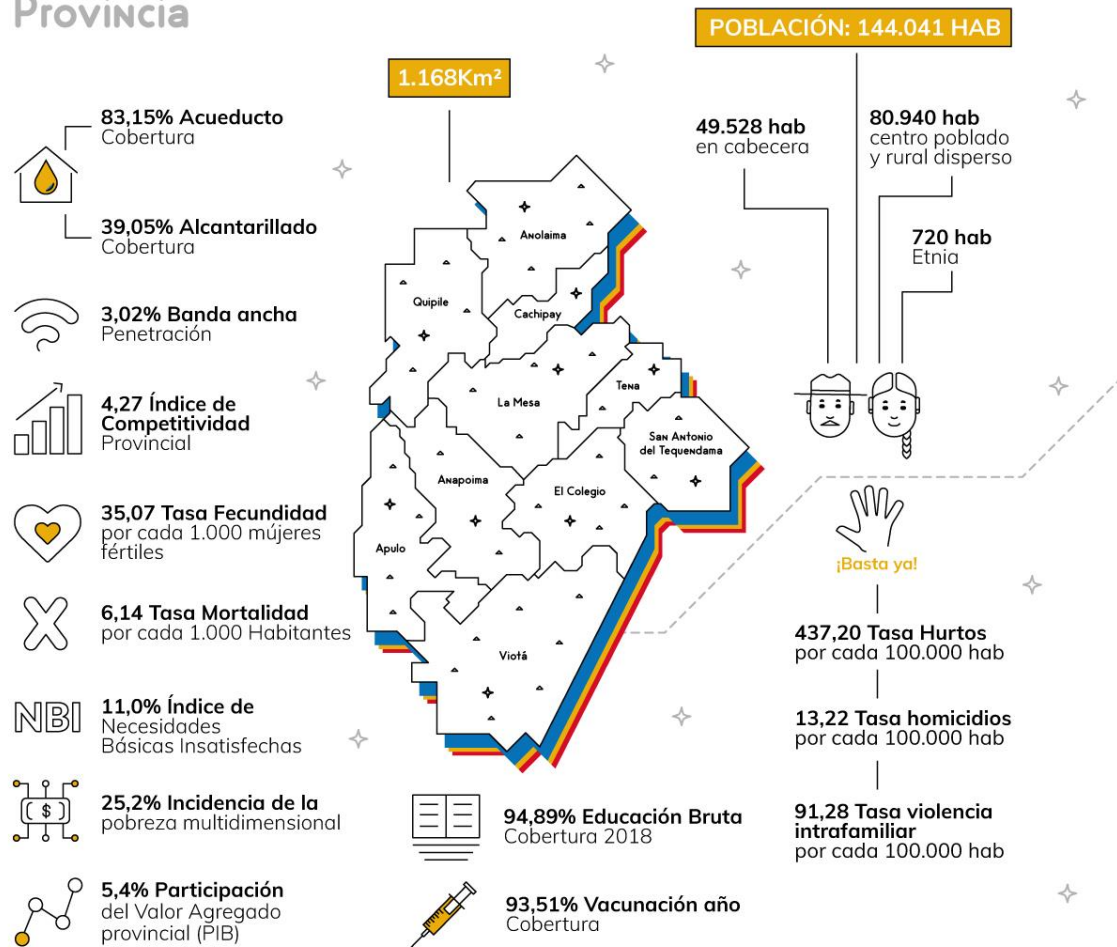 Provincia
1.168Km²
POBLACIÓN: 144.041 HAB
83,15% Acueducto
Cobertura
39,05% Alcantarillado
Cobertura
3,02% Banda ancha
Penetración
4,27 Índice de
Competitividad
Provincial
35,07 Tasa Fecundidad
por cada 1.000 mújeres
fértiles
6,14 Tasa Mortalidad
por cada 1.000 Habitantes
NBI
11,0% Índice de
Necesidades
Básicas Insatisfechas
$
25,2% Incidencia de la
pobreza multidimensional
5,4% Participación
del Valor Agregado
provincial (PIB)
Anolaima
Quipile
Cachipay
La Mesa
Tena
San Antonio
del Tequendama
Anapoima
El Colegio
Apulo
Viotá
94,89% Educación Bruta
Cobertura 2018
93,51% Vacunación año
Cobertura
49.528 hab
en cabecera
80.940 hab
centro poblado
y rural disperso
720 hab
Etnia
¡Basta ya!
437,20 Tasa Hurtos
por cada 100.000 hab
13,22 Tasa homicidios
por cada 100.000 hab
91,28 Tasa violencia
intrafamiliar
por cada 100.000 hab